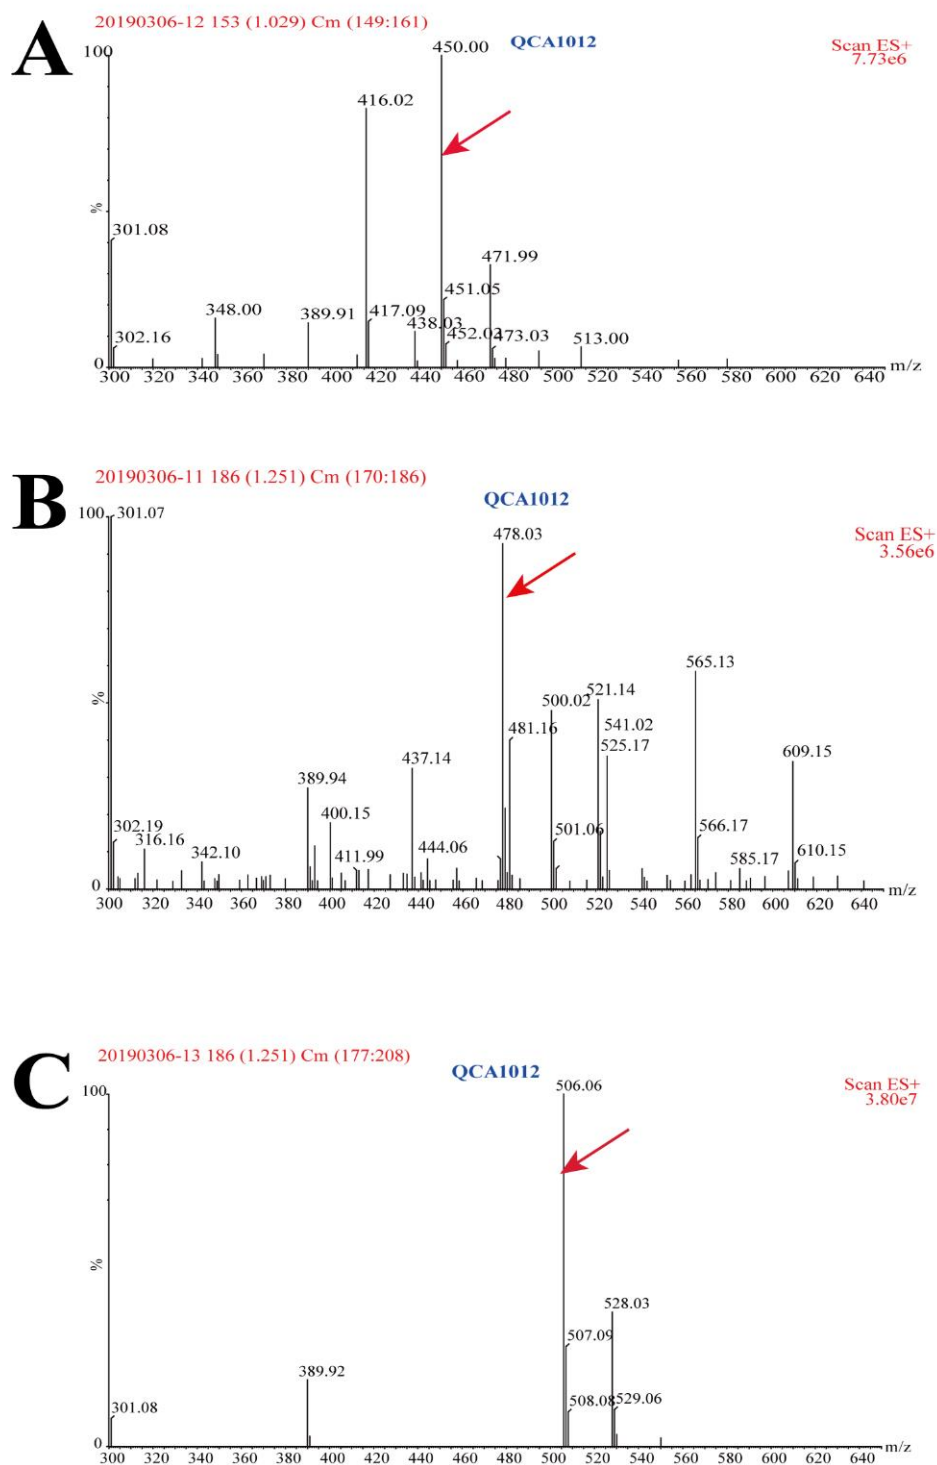 A
20190306-12 153 (1.029) Cm (149:161)
QCA1012
Scan ES+
7.73e6
100
%
0
450.00
416.02
301.08
471.99
451.05
348.00
389.91
417.09
438.03
452.03
473.03
302.16
513.00
300 320 340 360 380 400 420 440 460 480 500 520 540 560 580 600 620 640
m/z
B
20190306-11 186 (1.251) Cm (170:186)
QCA1012
Scan ES+
3.56e6
100
%
0
301.07
478.03
565.13
521.14
500.02
541.02
481.16
525.17
437.14
609.15
389.94
400.15
302.19
316.16
342.10
411.99
444.06
501.06
566.17
585.17
610.15
300 320 340 360 380 400 420 440 460 480 500 520 540 560 580 600 620 640
m/z
C
20190306-13 186 (1.251) Cm (177:208)
QCA1012
Scan ES+
3.80e7
100
%
0
506.06
528.03
507.09
389.92
301.08
508.08
529.06
300 320 340 360 380 400 420 440 460 480 500 520 540 560 580 600 620 640
m/z